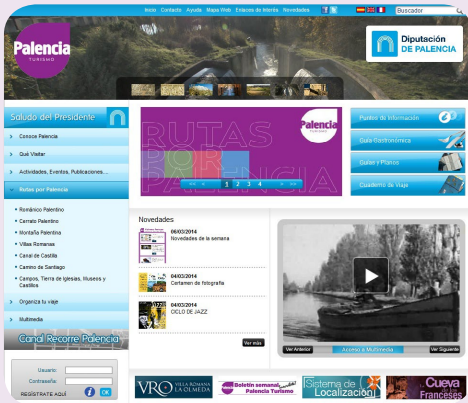 Inicio Contacto Ayuda Mapa Web Enlaces de Interés Novedades
Buscador
Palencia
TURISMO
Diputación
DE PALENCIA
Saludo del Presidente
Conoce Palencia
Qué Visitar
Actividades, Eventos, Publicaciones...
Rutas por Palencia
Románico Palentino
Cerrato Palentino
Montaña Palentina
Villas Romanas
Canal de Castilla
Camino de Santiago
Campos, Tierra de Iglesias, Museos y
Castillos
Organiza tu viaje
Multimedia
Canal Recorre Palencia
Usuario:
Contraseña:
REGÍSTRATE AQUÍ
OK
RUTAS
POR
PALENCIA
Palencia
1 2 3 4
Puntos de Información
Guía Gastronómica
Guías y Planos
Cuaderno de Viaje
Novedades
06/03/2014
Novedades de la semana
04/03/2014
Certamen de fotografía
04/03/2014
CICLO DE JAZZ
Ver más
Ver Anterior
Acceso a Multimedia
Ver Siguiente
VRO VILLA ROMANA
LA OLMEDA
Boletín semanal
Palencia Turismo
Sistema de
Localización
Cueva
de los
Franceses